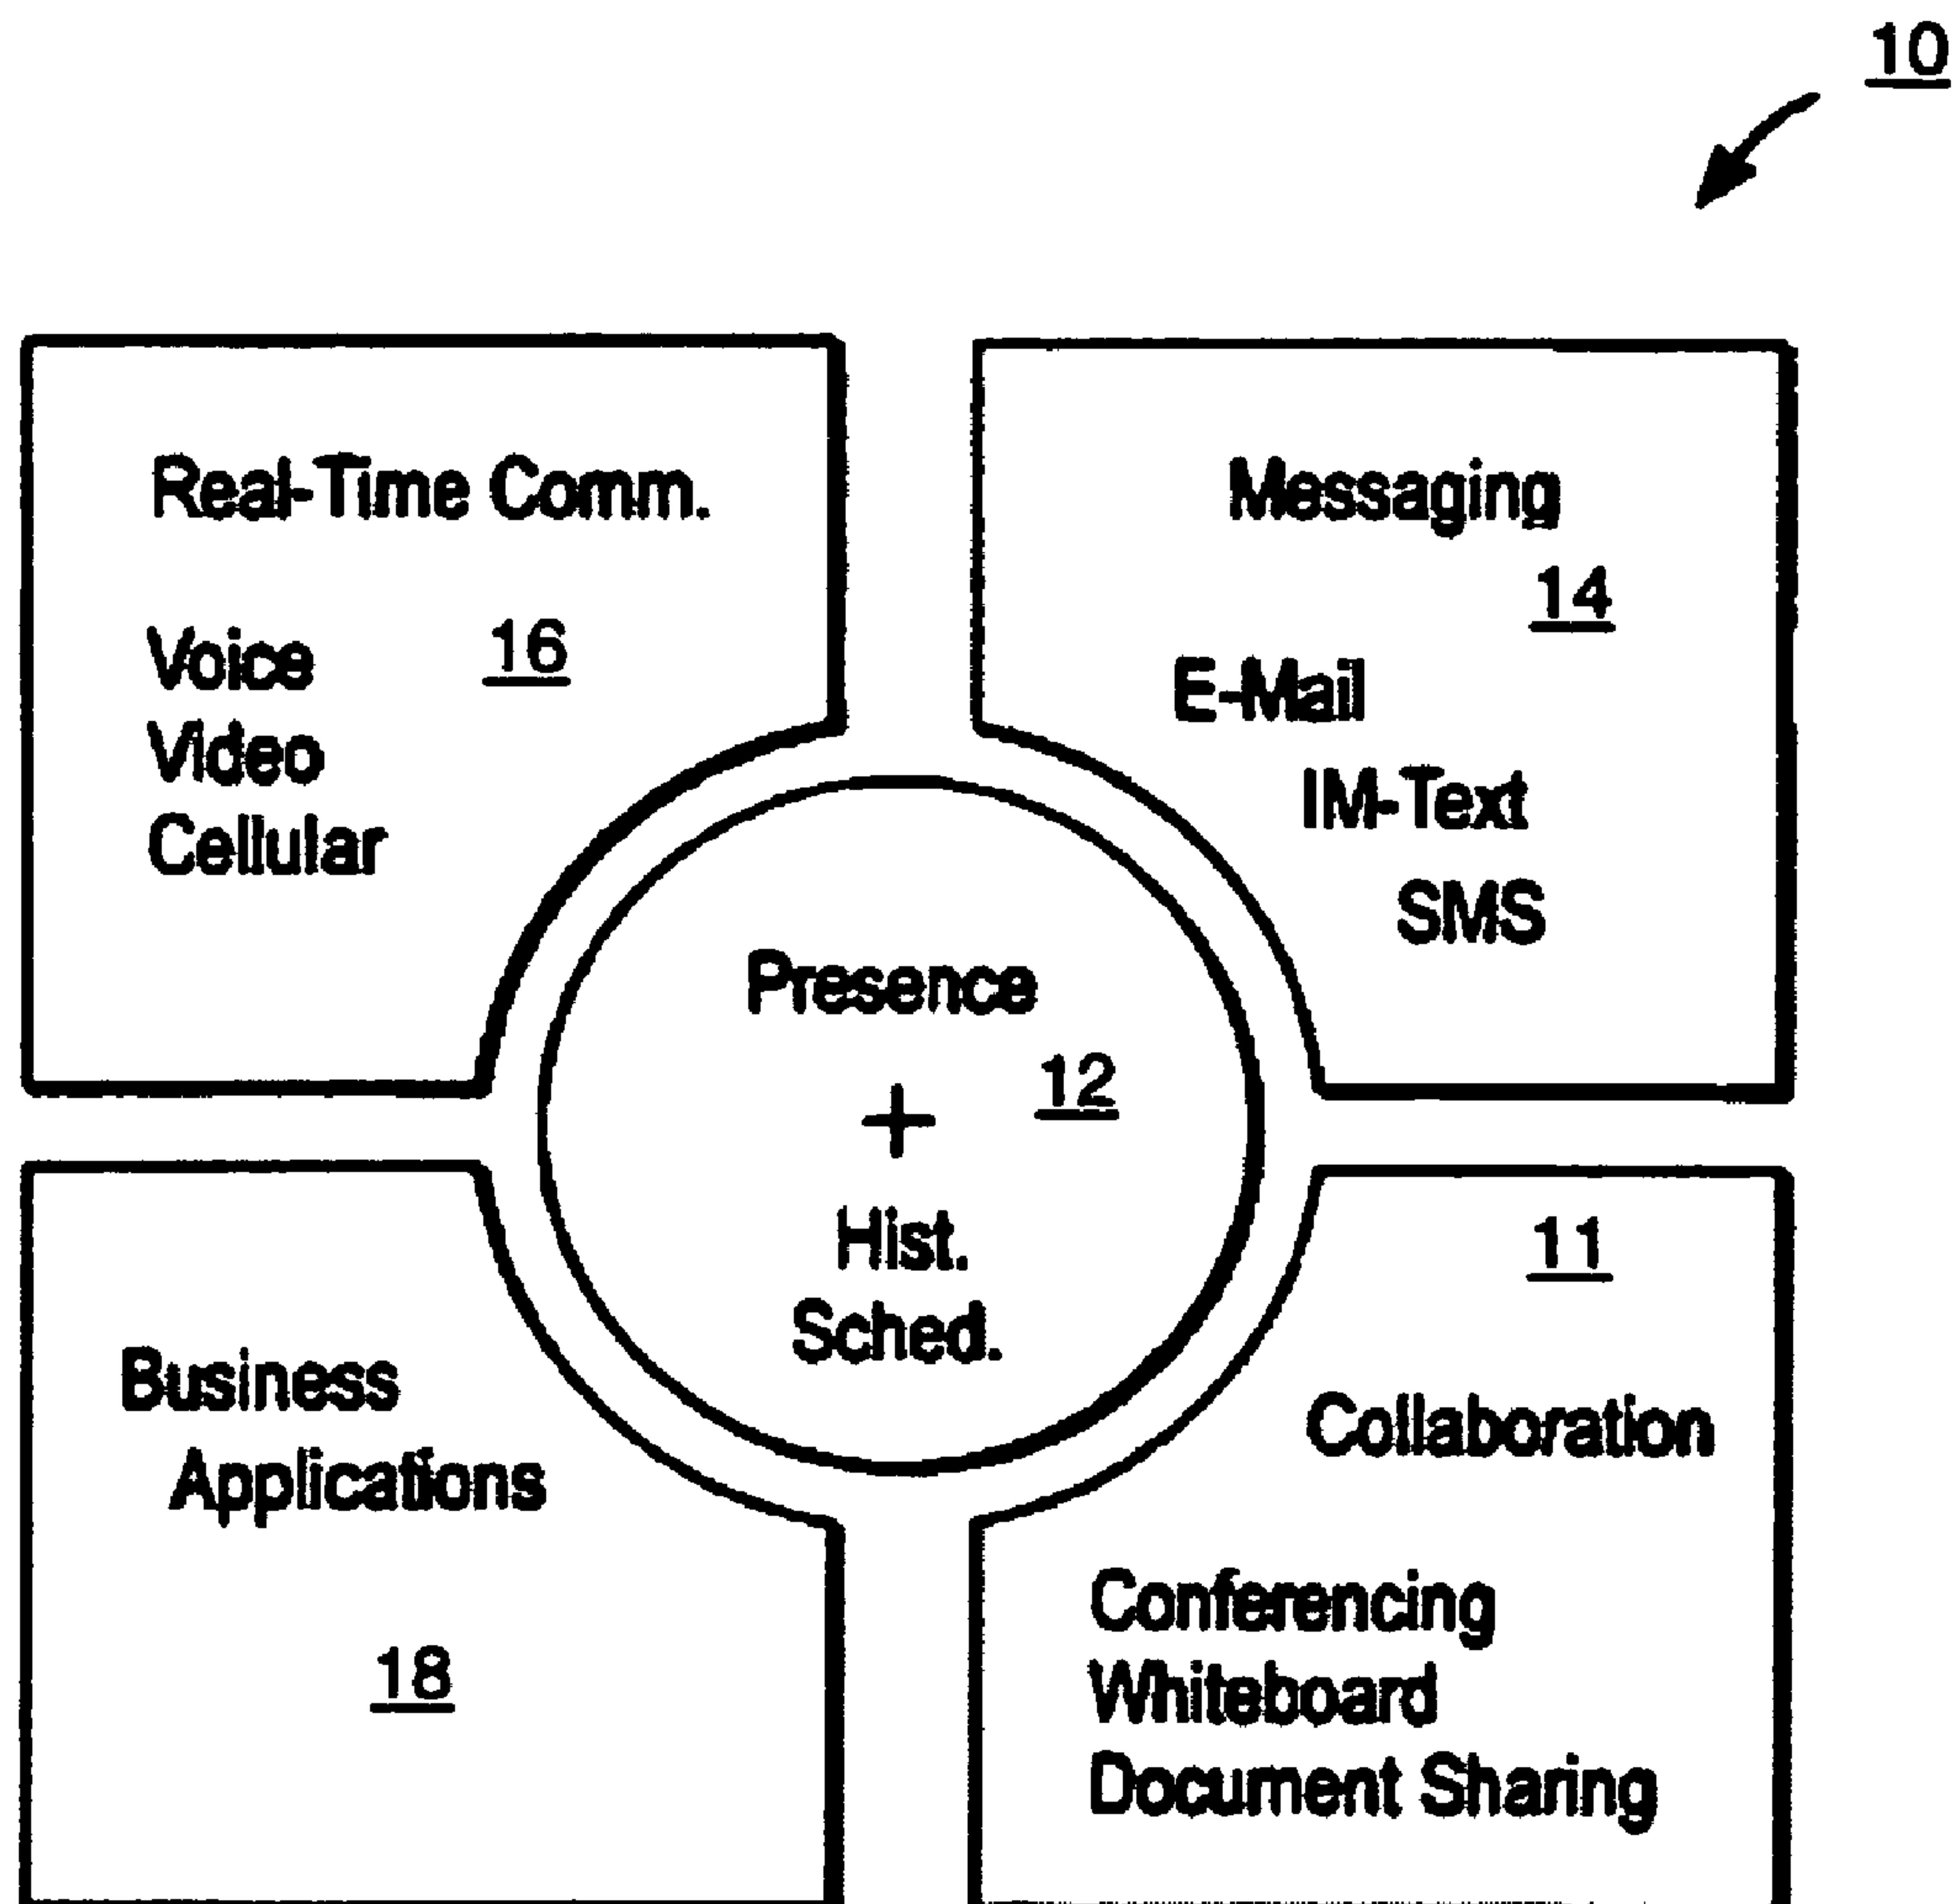 10
Real-Time Comm.
16
Voice
Video
Cellular
Messaging
14
E-Mail
IM-Text
SMS
Presence
12
+
Hist.
Sched.
Business
Applications
18
11
Collaboration
Conferencing
Whiteboard
Document Sharing